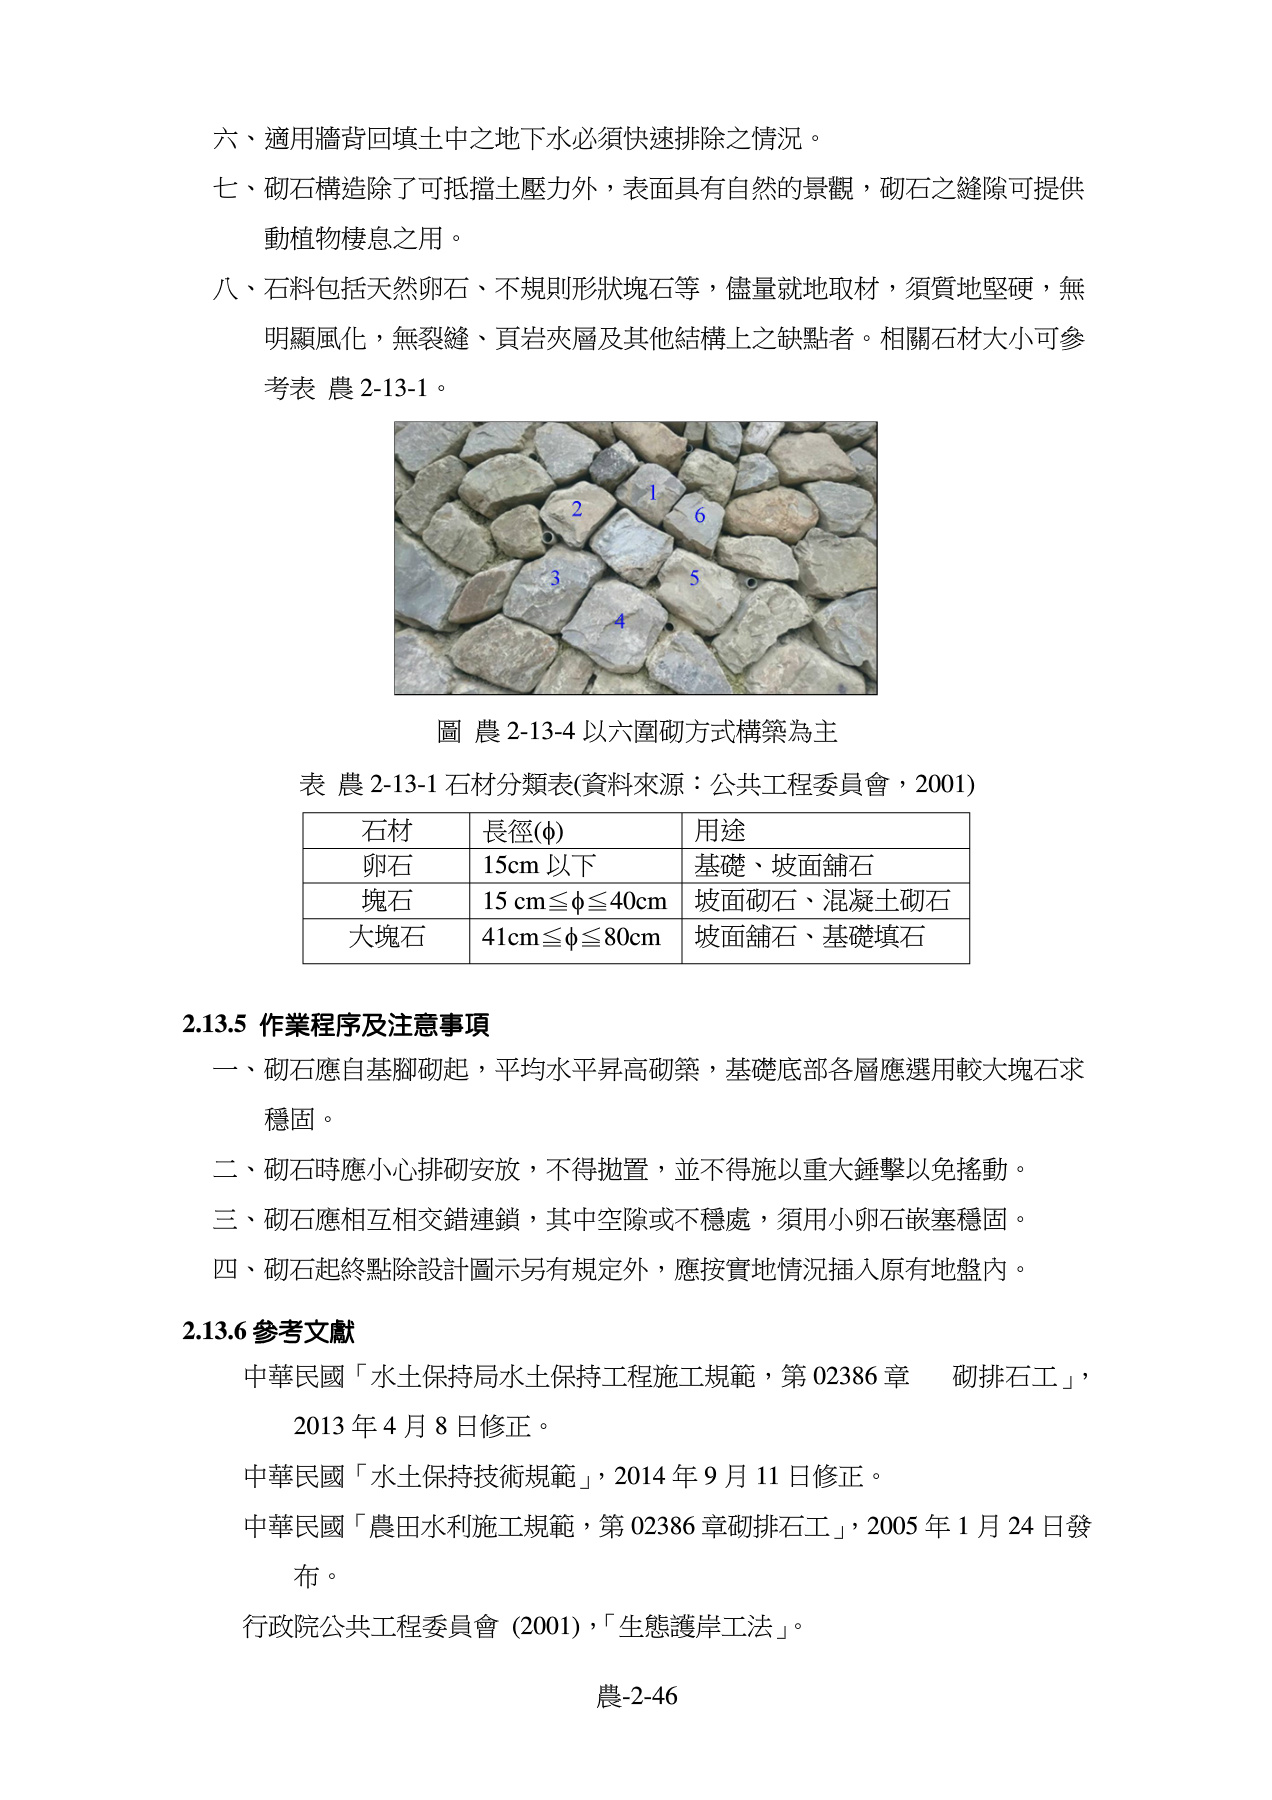 六、適用牆背回填土中之地下水必須快速排除之情況。
七、砌石構造除了可抵擋土壓力外，表面具有自然的景觀，砌石之縫隙可提供
動植物棲息之用。
八、石料包括天然卵石、不規則形狀塊石等，儘量就地取材，須質地堅硬，無
明顯風化，無裂縫、頁岩夾層及其他結構上之缺點者。相關石材大小可參
考表 農 2-13-1。
1
2
6
3
5
4
圖 農 2-13-4 以六圍砌方式構築為主
表 農 2-13-1 石材分類表(資料來源：公共工程委員會，2001)
石材 長徑(ϕ) 用途
卵石 15cm 以下 基礎、坡面舖石
塊石 15 cm≦ϕ≦40cm 坡面砌石、混凝土砌石
大塊石 41cm≦ϕ≦80cm 坡面舖石、基礎填石
2.13.5 作業程序及注意事項
一、砌石應自基腳砌起，平均水平昇高砌築，基礎底部各層應選用較大塊石求
穩固。
二、砌石時應小心排砌安放，不得拋置，並不得施以重大錘擊以免搖動。
三、砌石應相互相交錯連鎖，其中空隙或不穩處，須用小卵石嵌塞穩固。
四、砌石起終點除設計圖示另有規定外，應按實地情況插入原有地盤內。
2.13.6 參考文獻
中華民國「水土保持局水土保持工程施工規範，第 02386 章 砌排石工」，
2013 年 4 月 8 日修正。
中華民國「水土保持技術規範」，2014 年 9 月 11 日修正。
中華民國「農田水利施工規範，第 02386 章砌排石工」，2005 年 1 月 24 日發
布。
行政院公共工程委員會 (2001)，「生態護岸工法」。
農-2-46